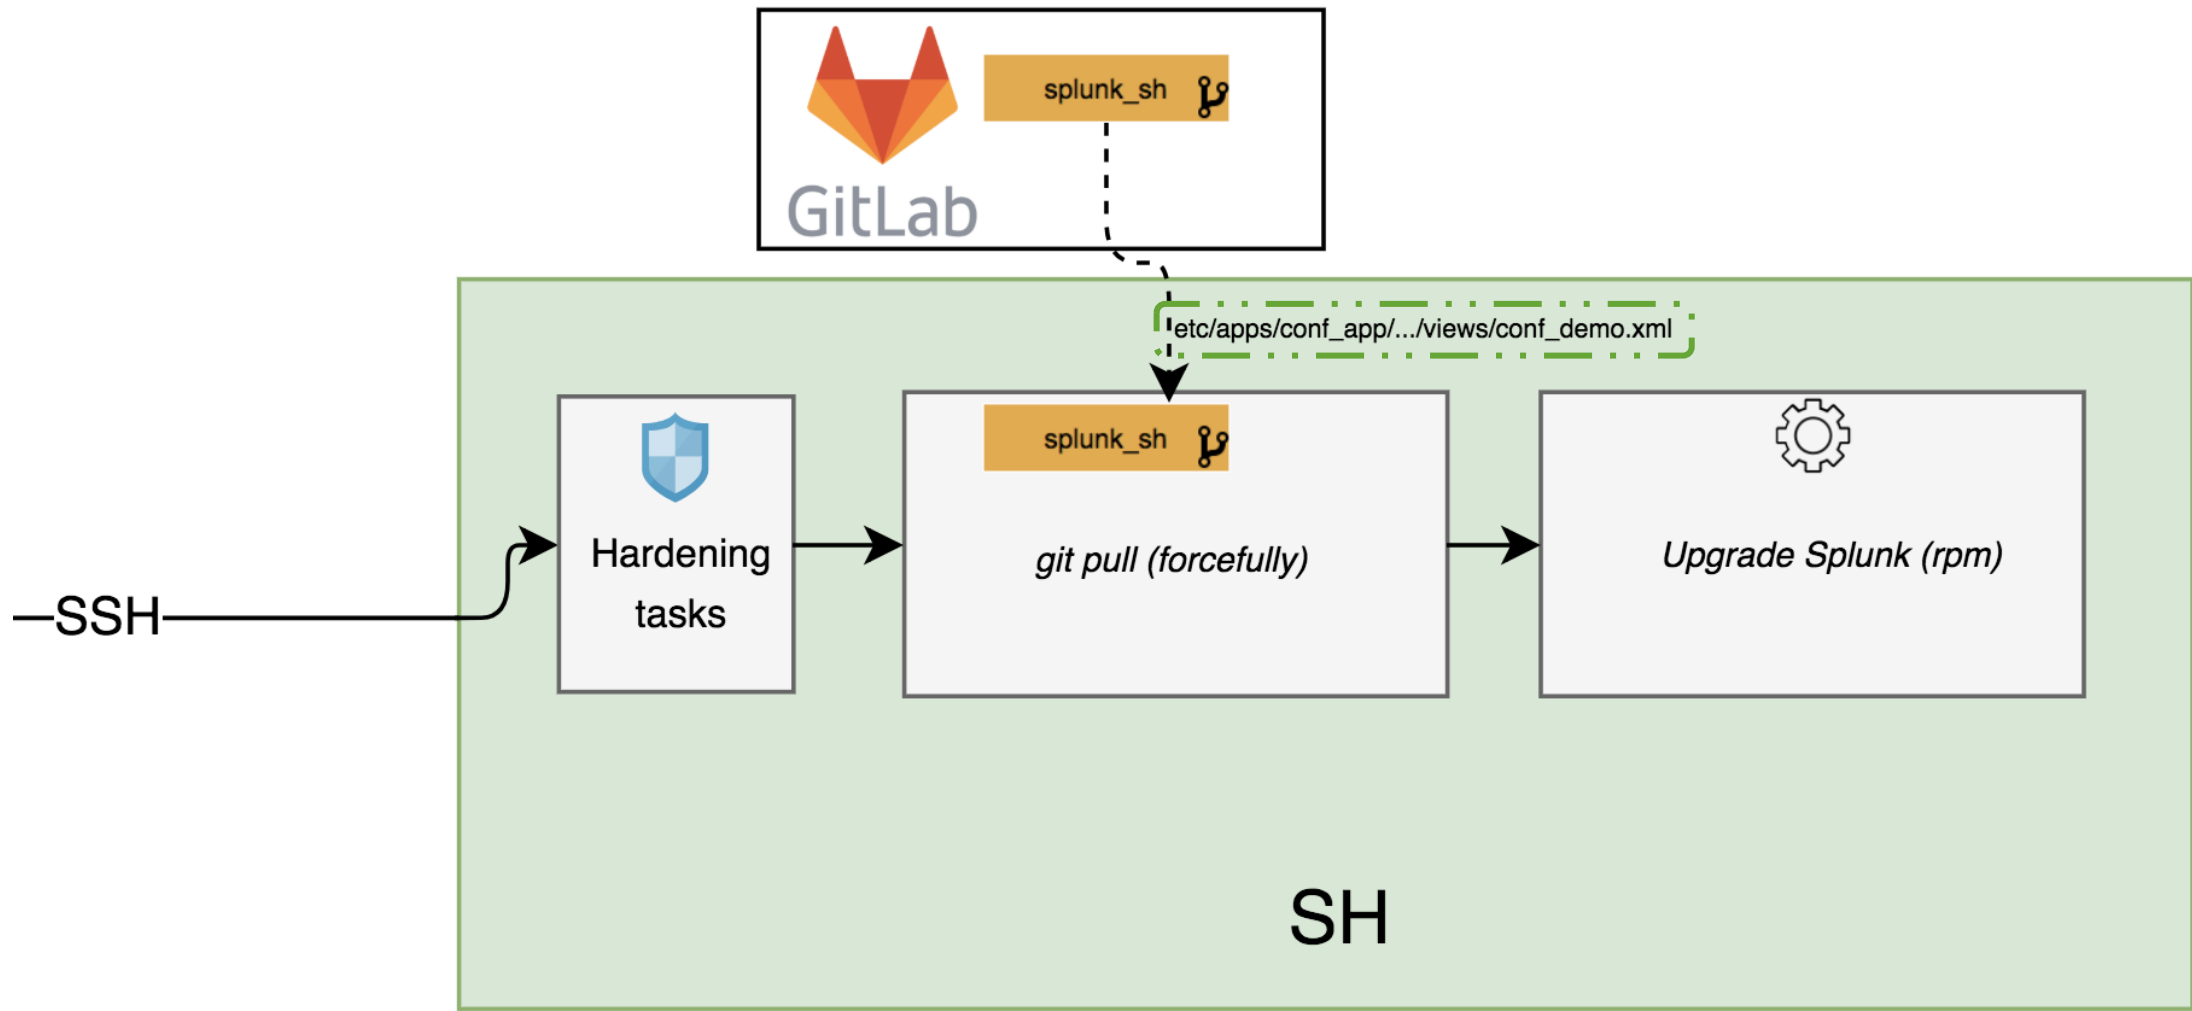 splunk_sh
GitLab
etc/apps/conf_app/.../views/conf_demo.xml
splunk_sh
Hardening
tasks
git pull (forcefully)
Upgrade Splunk (rpm)
SSH
SH